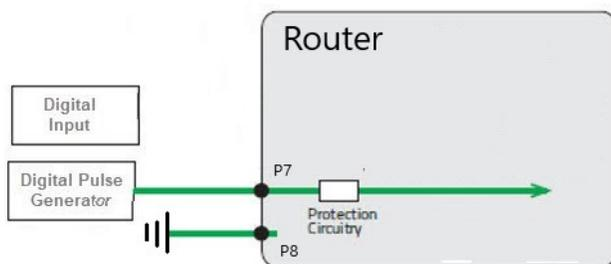 Router
Digital
Input
Digital Pulse
Generator
P7
Protection
Circuitry
P8